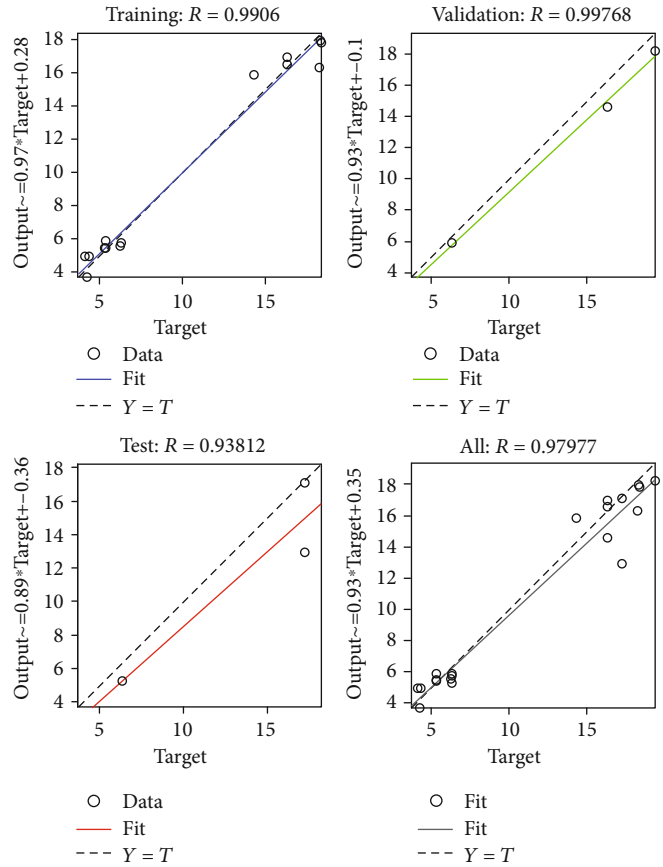 Training: R = 0.9906
Output~=0.97*Target+0.28
18
16
14
12
10
8
6
4
5
10
15
Target
Data
Fit
Y = T
Validation: R = 0.99768
Output~=0.93*Target+−0.1
18
16
14
12
10
8
6
4
5
10
15
Target
Data
Fit
Y = T
Test: R = 0.93812
Output~=0.89*Target+−0.36
18
16
14
12
10
8
6
4
5
10
15
Target
Data
Fit
Y = T
All: R = 0.97977
Output~=0.93*Target+0.35
18
16
14
12
10
8
6
4
5
10
15
Target
Fit
Fit
Y = T